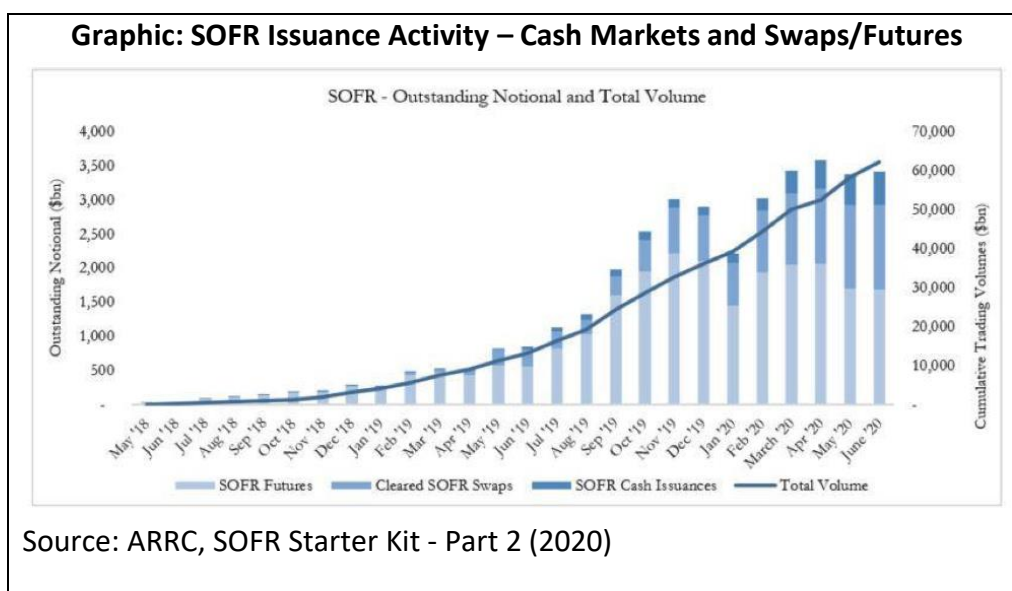 Graphic: SOFR Issuance Activity – Cash Markets and Swaps/Futures
SOFR - Outstanding Notional and Total Volume
Outstanding Notional ($bn)
4,000
3,500
3,000
2,500
2,000
1,500
1,000
500
-
70,000
60,000
50,000
40,000
30,000
20,000
10,000
-
Cumulative Trading Volumes ($bn)
May '18
Jun '18
Jul '18
Aug '18
Sep '18
Oct '18
Nov '18
Dec '18
Jan '19
Feb '19
Mar '19
Apr '19
May '19
Jun '19
Jul '19
Aug '19
Sep '19
Oct '19
Nov '19
Dec '19
Jan '20
Feb '20
March '20
Apr '20
May '20
June '20
SOFR Futures
Cleared SOFR Swaps
SOFR Cash Issuances
Total Volume
Source: ARRC, SOFR Starter Kit - Part 2 (2020)